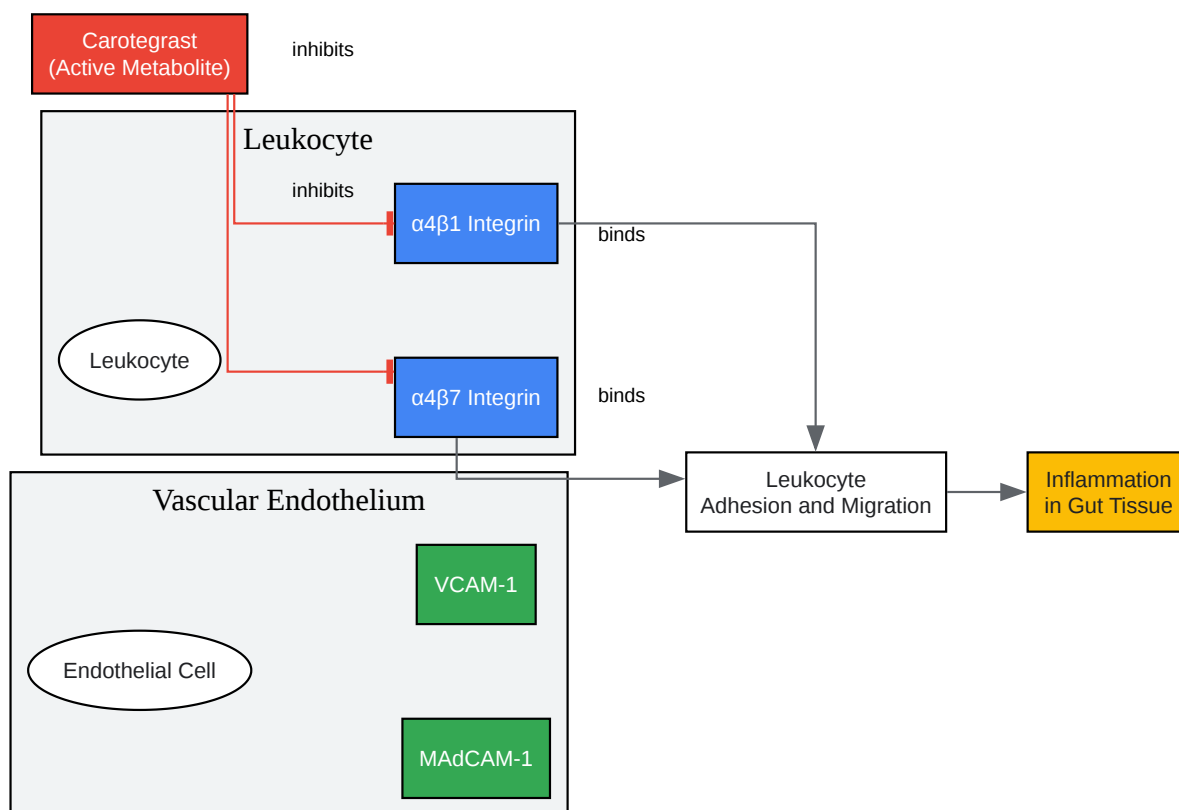 Carotegrast
(Active Metabolite)
inhibits
Leukocyte
inhibits
α4β1 Integrin
binds
Leukocyte
α4β7 Integrin
binds
Leukocyte
Adhesion and Migration
Inflammation
in Gut Tissue
Vascular Endothelium
VCAM-1
Endothelial Cell
MAdCAM-1